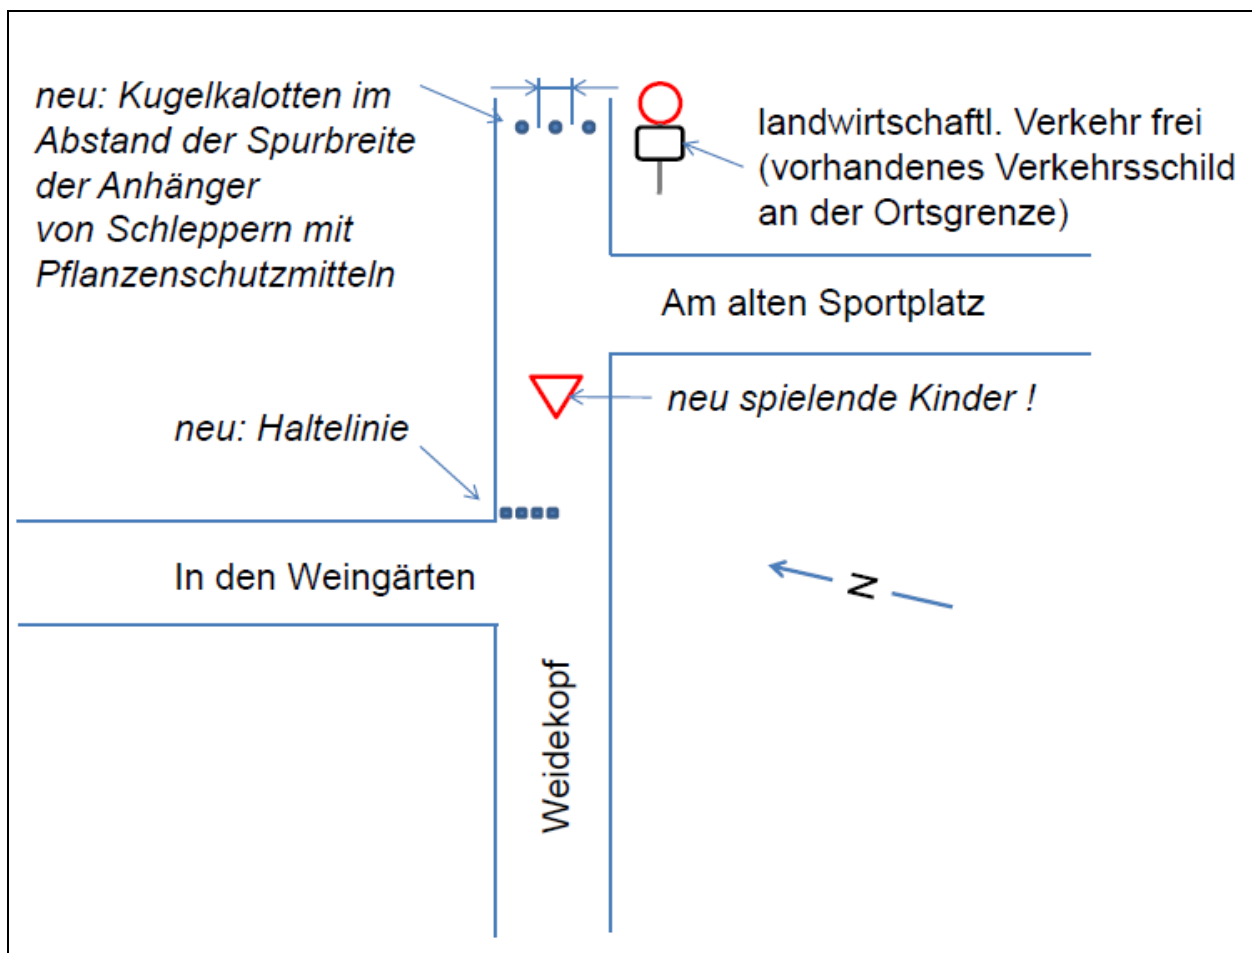 neu: Kugelkalotten im
Abstand der Spurbreite
der Anhänger
von Schleppern mit
Pflanzenschutzmitteln
landwirtschaftl. Verkehr frei
(vorhandenes Verkehrsschild
an der Ortsgrenze)
Am alten Sportplatz
neu spielende Kinder !
neu: Haltelinie
In den Weingärten
N
Weidekopf